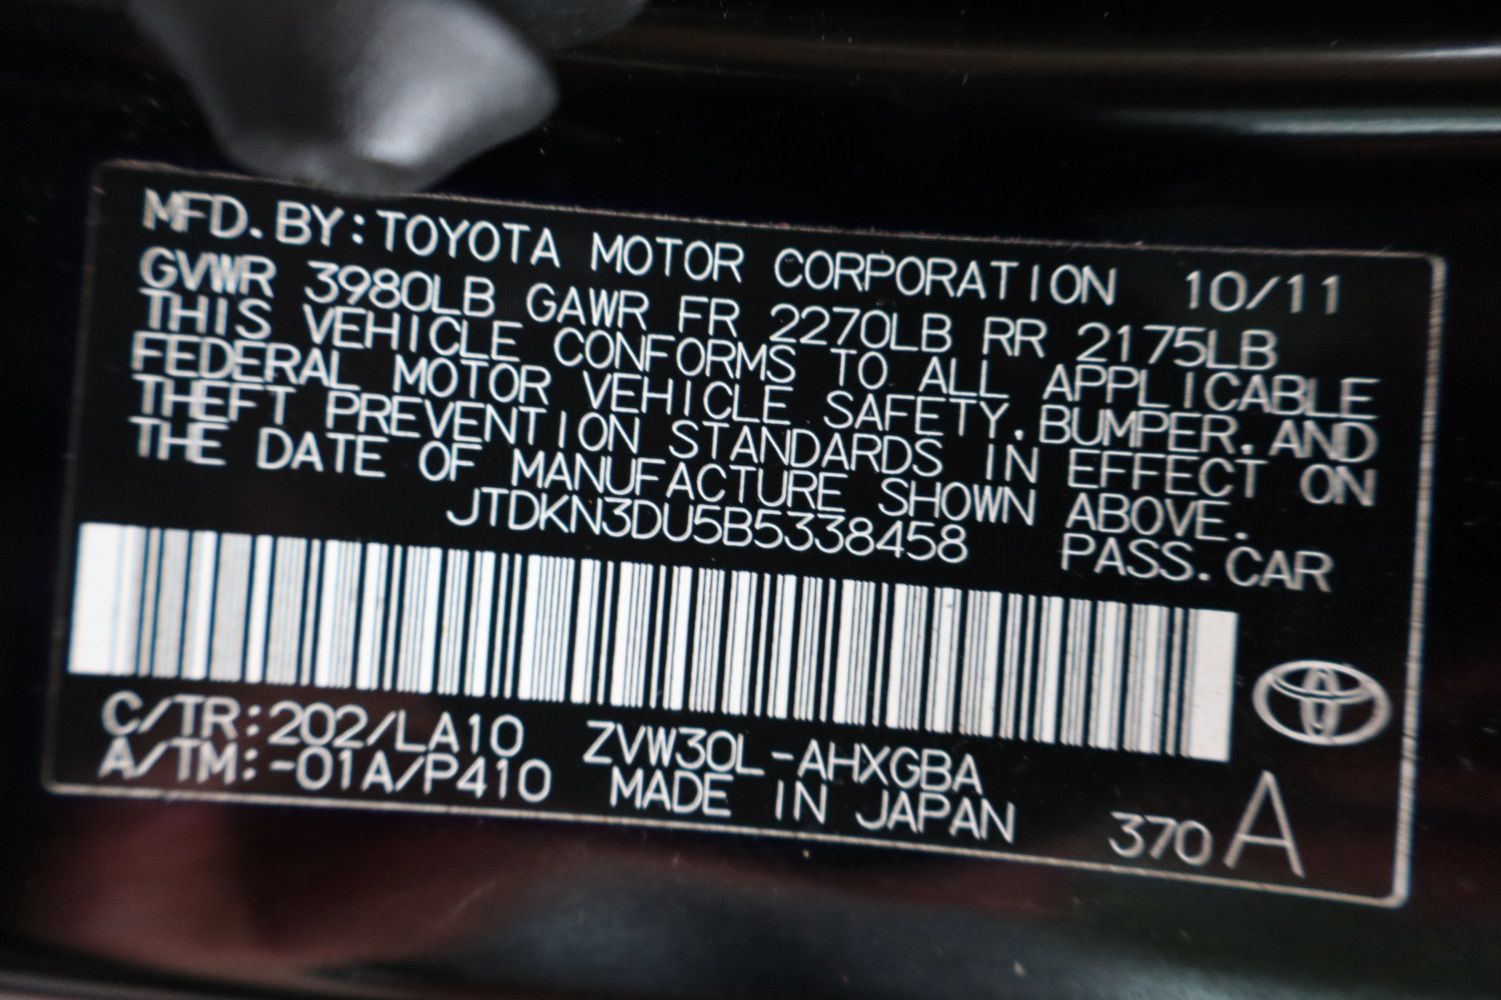 MFD. BY: TOYOTA MOTOR CORPORATION 10/11
GVWR 3980LB GAWR FR 2270LB RR 2175LB
THIS VEHICLE CONFORMS TO ALL APPLICABLE
FEDERAL MOTOR VEHICLE SAFETY, BUMPER, AND
THEFT PREVENTION STANDARDS IN EFFECT ON
THE DATE OF MANUFACTURE SHOWN ABOVE.
JTDKN3DU5B5338458 PASS. CAR
C/TR:202/LA10 ZVW30L-AHXGBA
A/TM:-01A/P410 MADE IN JAPAN 370 A